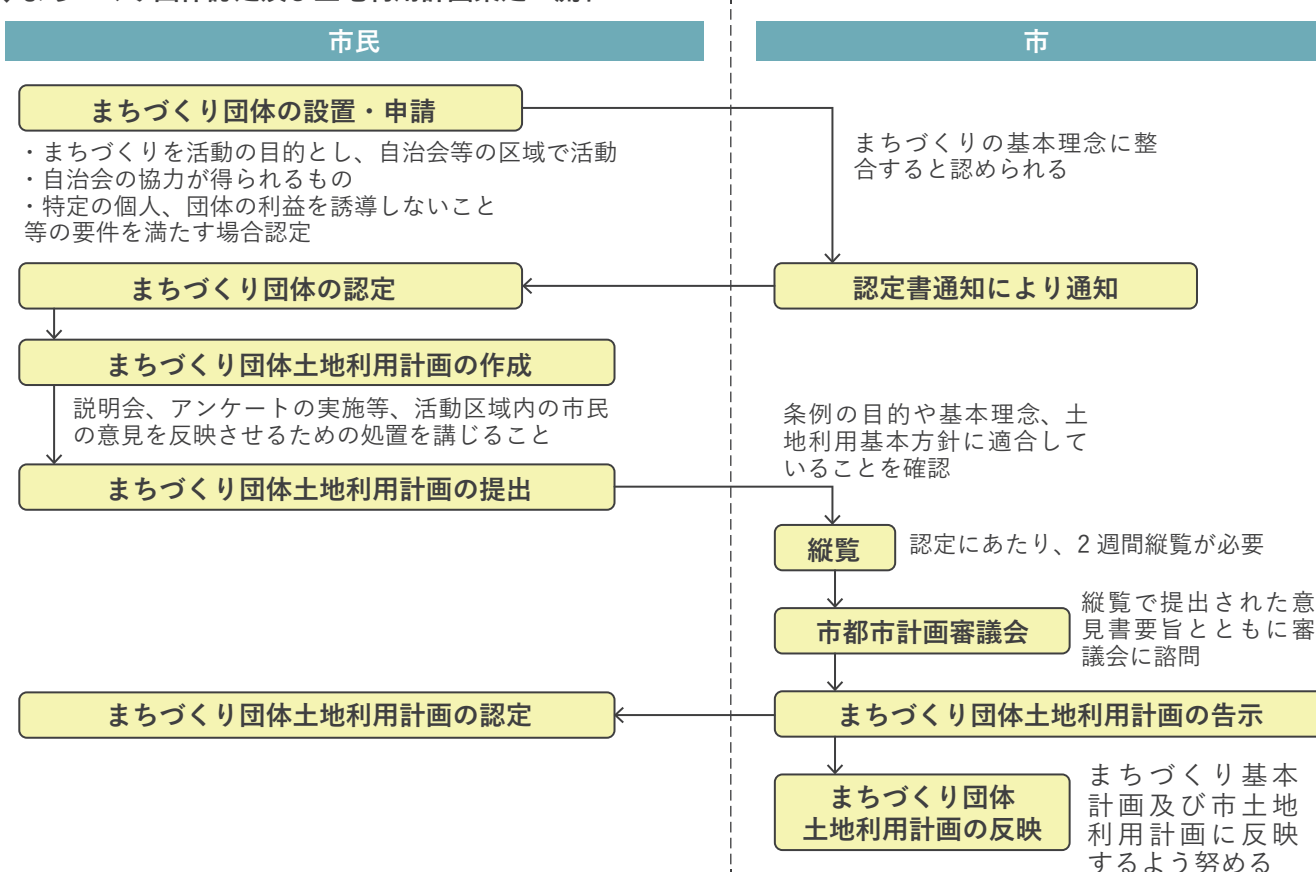 市民
市
まちづくり団体の設置・申請
・まちづくりを活動の目的とし、自治会等の区域で活動
・自治会の協力が得られるもの
・特定の個人、団体の利益を誘導しないこと
等の要件を満たす場合認定
まちづくりの基本理念に整
合すると認められる
まちづくり団体の認定
認定書通知により通知
まちづくり団体土地利用計画の作成
説明会、アンケートの実施等、活動区域内の市民
の意見を反映させるための処置を講じること
条例の目的や基本理念、土
地利用基本方針に適合して
いることを確認
まちづくり団体土地利用計画の提出
縦覧
認定にあたり、2 週間縦覧が必要
市都市計画審議会
縦覧で提出された意
見書要旨とともに審
議会に諮問
まちづくり団体土地利用計画の認定
まちづくり団体土地利用計画の告示
まちづくり団体
土地利用計画の反映
まちづくり基本
計画及び市土地
利用計画に反映
するよう努める